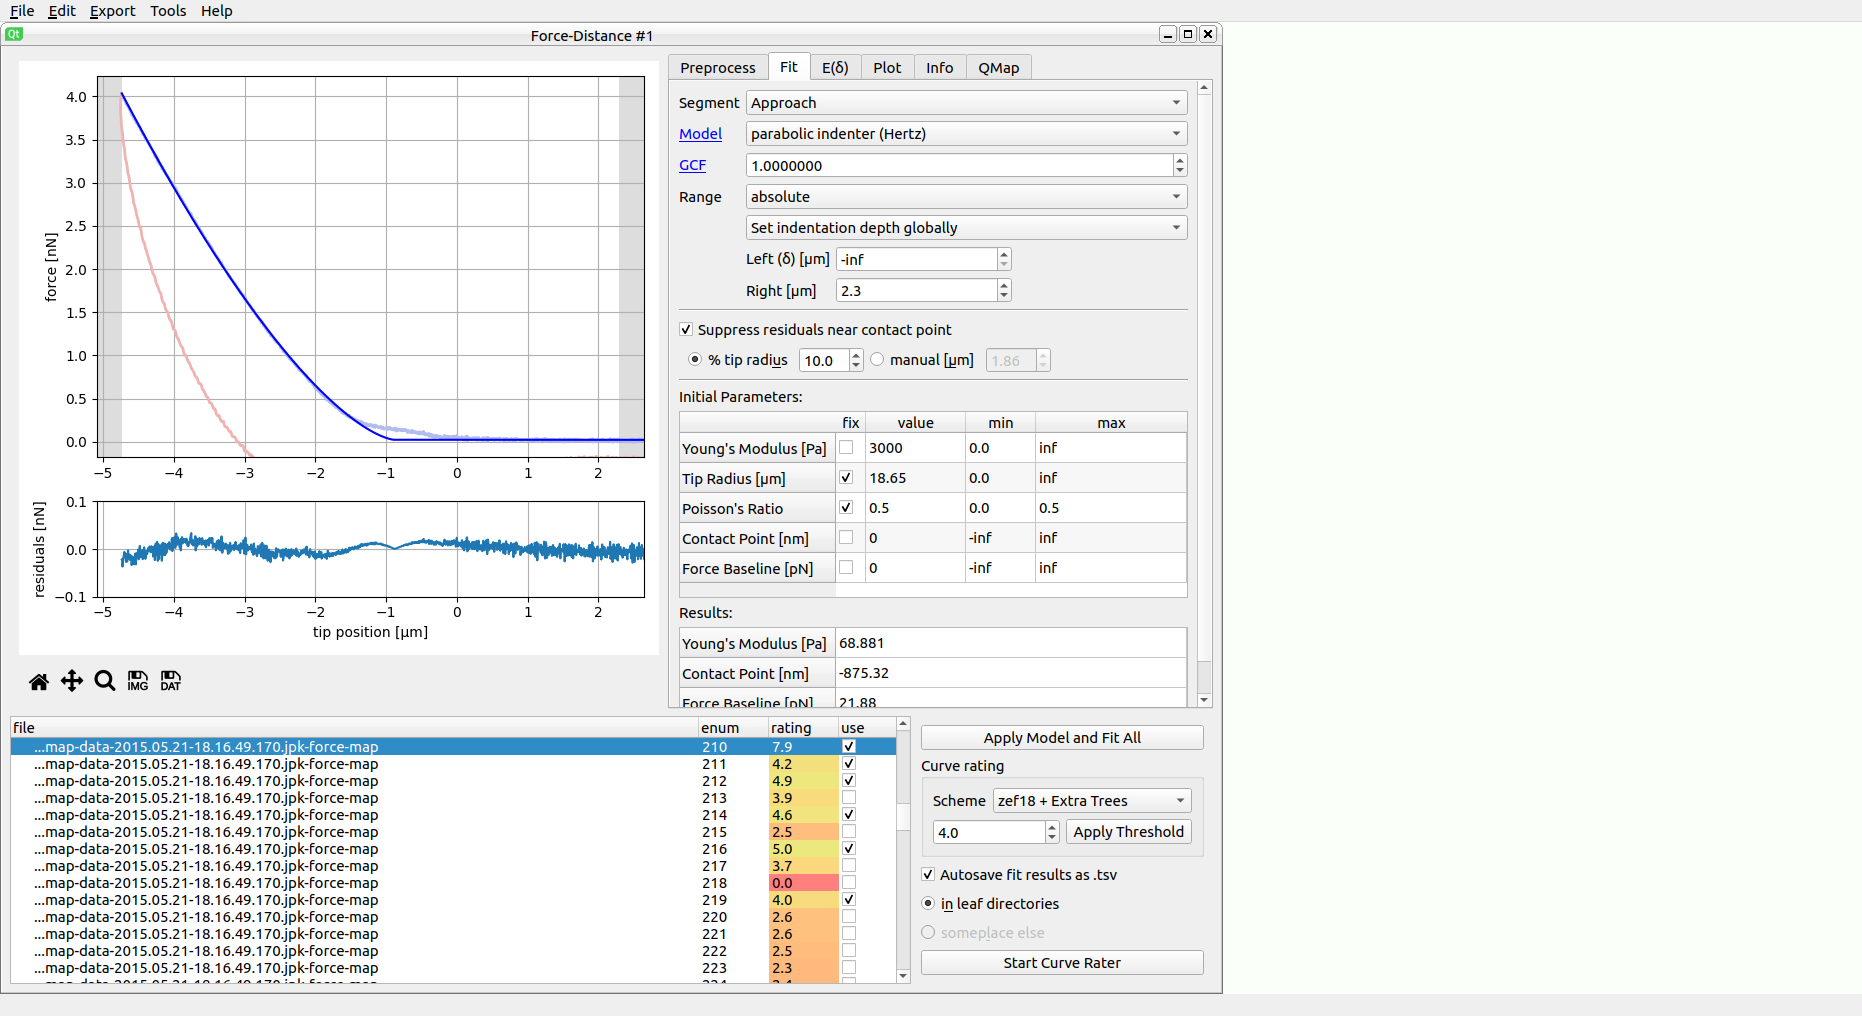 File Edit Export Tools Help
Qt Force-Distance #1
4.0
3.5
3.0
2.5
2.0
1.5
1.0
0.5
0.0
force [nN]
−5 −4 −3 −2 −1 0 1 2
0.1
0.0
−0.1
residuals [nN]
−5 −4 −3 −2 −1 0 1 2
tip position [µm]
IMG DAT
Preprocess Fit E(δ) Plot Info QMap
Segment Approach
Model parabolic indenter (Hertz)
GCF 1.0000000
Range absolute
Set indentation depth globally
Left (δ) [µm] -inf
Right [µm] 2.3
Suppress residuals near contact point
% tip radius 10.0 manual [µm] 1.86
Initial Parameters:
fix value min max
Young's Modulus [Pa] 3000 0.0 inf
Tip Radius [µm] 18.65 0.0 inf
Poisson's Ratio 0.5 0.0 0.5
Contact Point [nm] 0 -inf inf
Force Baseline [pN] 0 -inf inf
Results:
Young's Modulus [Pa] 68.881
Contact Point [nm] -875.32
Force Baseline [pN] 21.88
file enum rating use
...map-data-2015.05.21-18.16.49.170.jpk-force-map 210 7.9
...map-data-2015.05.21-18.16.49.170.jpk-force-map 211 4.2
...map-data-2015.05.21-18.16.49.170.jpk-force-map 212 4.9
...map-data-2015.05.21-18.16.49.170.jpk-force-map 213 3.9
...map-data-2015.05.21-18.16.49.170.jpk-force-map 214 4.6
...map-data-2015.05.21-18.16.49.170.jpk-force-map 215 2.5
...map-data-2015.05.21-18.16.49.170.jpk-force-map 216 5.0
...map-data-2015.05.21-18.16.49.170.jpk-force-map 217 3.7
...map-data-2015.05.21-18.16.49.170.jpk-force-map 218 0.0
...map-data-2015.05.21-18.16.49.170.jpk-force-map 219 4.0
...map-data-2015.05.21-18.16.49.170.jpk-force-map 220 2.6
...map-data-2015.05.21-18.16.49.170.jpk-force-map 221 2.6
...map-data-2015.05.21-18.16.49.170.jpk-force-map 222 2.5
...map-data-2015.05.21-18.16.49.170.jpk-force-map 223 2.3
Apply Model and Fit All
Curve rating
Scheme zef18 + Extra Trees
4.0 Apply Threshold
Autosave fit results as .tsv
in leaf directories
someplace else
Start Curve Rater